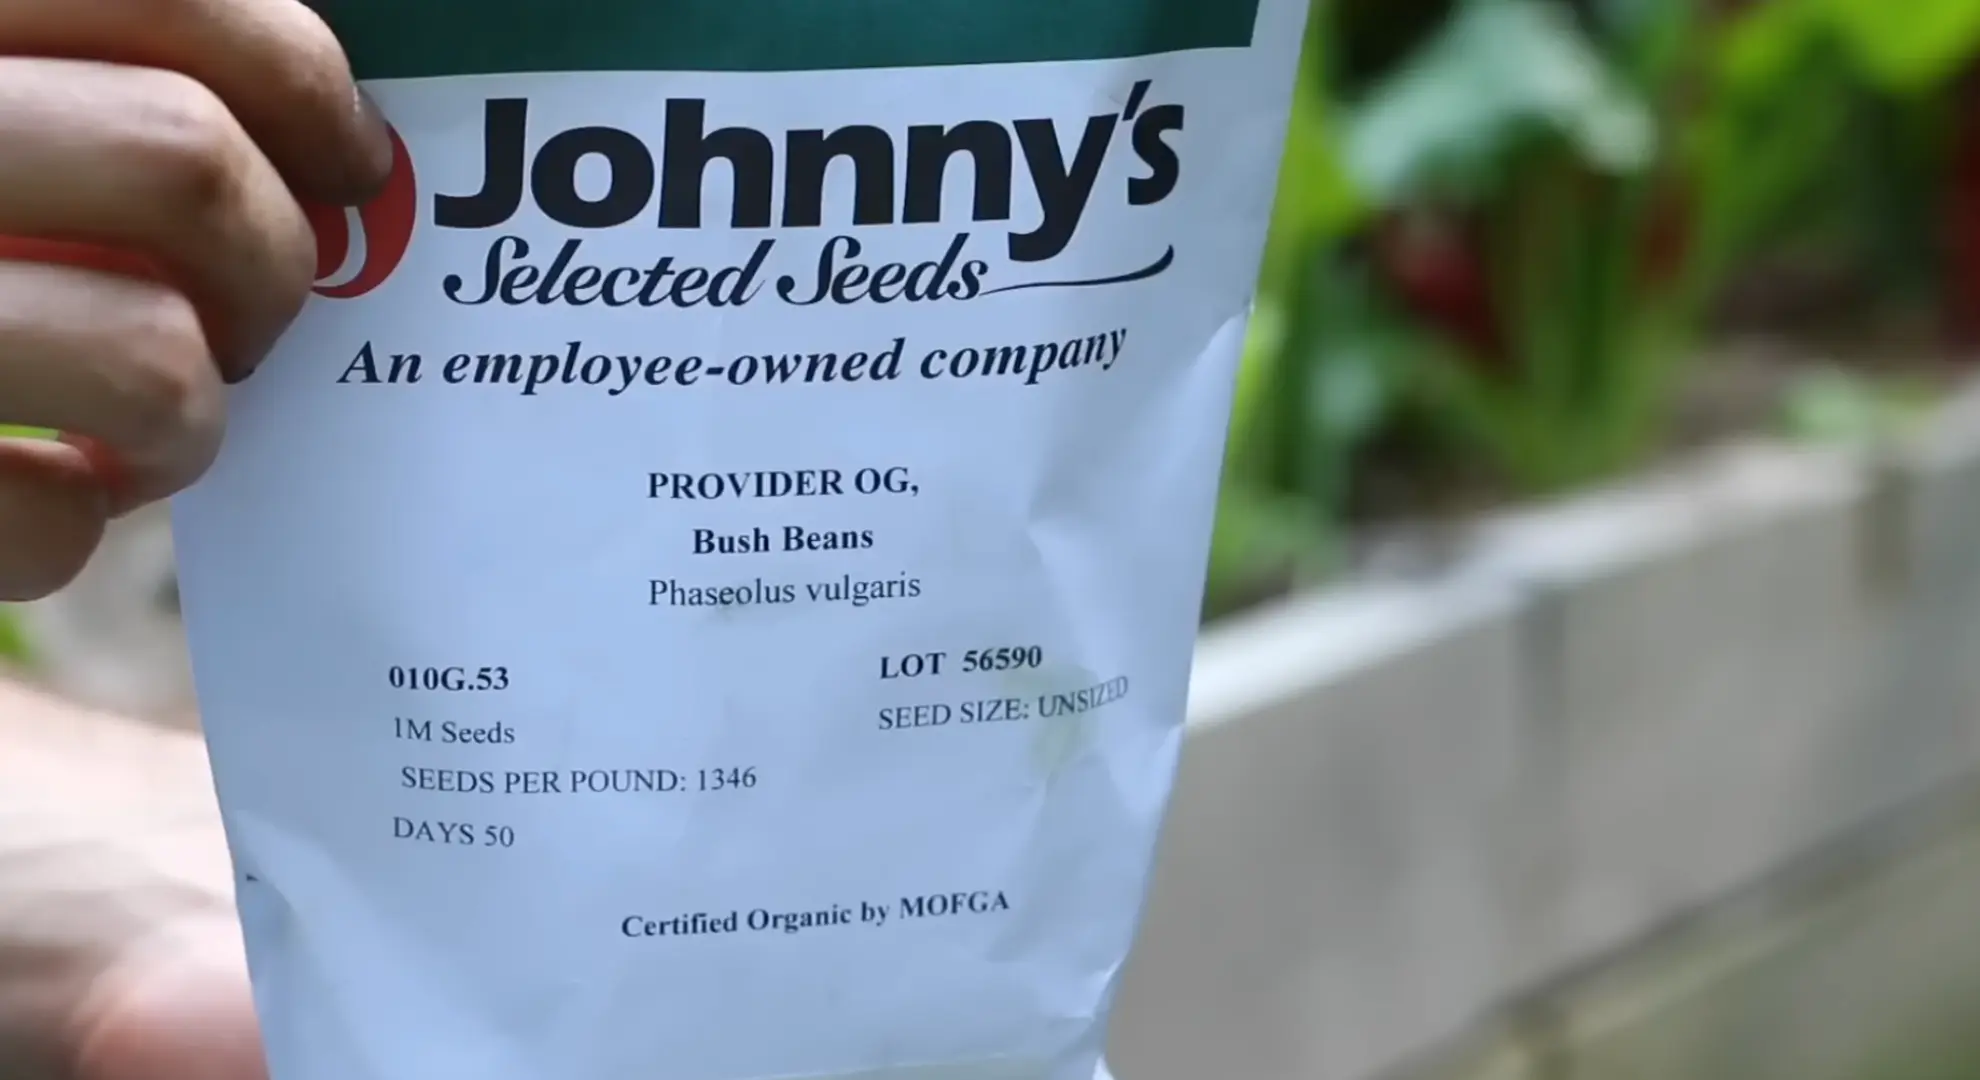 Johnny's
Selected Seeds
An employee-owned company
PROVIDER OG,
Bush Beans
Phaseolus vulgaris
010G.53
LOT 56590
1M Seeds
SEED SIZE: UNSIZED
SEEDS PER POUND: 1346
DAYS 50
Certified Organic by MOFGA